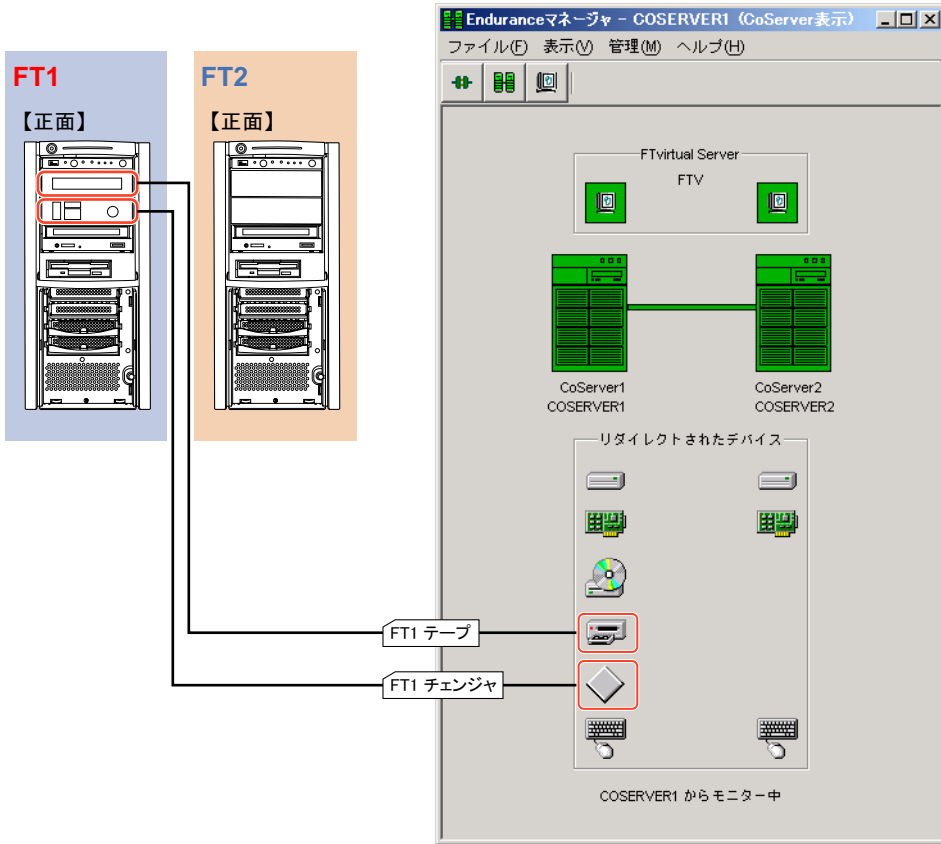 Enduranceマネージャ - COSERVER1（CoServer表示）
ファイル(F) 表示(V) 管理(M) ヘルプ(H)
FT1
【正面】
FT2
【正面】
FTvirtual Server
FTV
CoServer1
COSERVER1
CoServer2
COSERVER2
リダイレクトされたデバイス
FT1 テープ
FT1 チェンジャ
COSERVER1 からモニター中